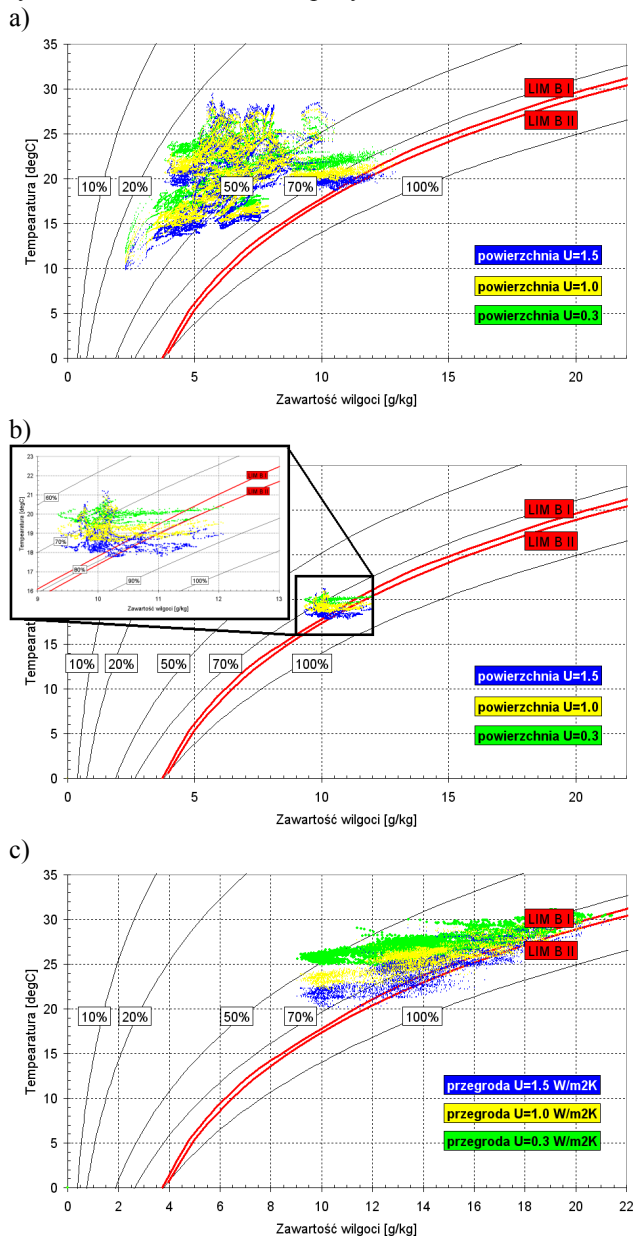 a)
35
30
25
20
15
10
5
0
Tempearatura [degC]
LIM B I
LIM B II
10%
20%
50%
70%
100%
powierzchnia U=1.5
powierzchnia U=1.0
powierzchnia U=0.3
0 5 10 15 20
Zawartość wilgoci [g/kg]
b)
23
22
21
20
19
18
17
16
Temperatura [degC]
60%
70%
80%
90%
100%
LIM B I
9 10 11 12 13
Zawartość wilgoci [g/kg]
LIM B I
LIM B II
15
10
5
0
10%
20%
50%
70%
100%
powierzchnia U=1.5
powierzchnia U=1.0
powierzchnia U=0.3
0 5 10 15 20
Zawartość wilgoci [g/kg]
c)
35
30
25
20
15
10
5
0
Tempearatura [degC]
LIM B I
LIM B II
10%
20%
50%
70%
100%
przegroda U=1.5 W/m2K
przegroda U=1.0 W/m2K
przegroda U=0.3 W/m2K
0 2 4 6 8 10 12 14 16 18 20 22
Zawartość wilgoci [g/kg]